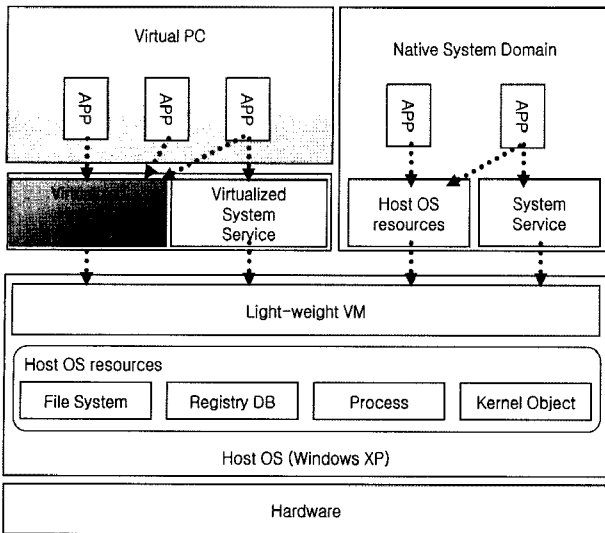 Virtual PC
Native System Domain
APP
APP
APP
APP
APP
Virtualized
System
Service
Host OS
resources
System
Service
Light-weight VM
Host OS resources
File System
Registry DB
Process
Kernel Object
Host OS (Windows XP)
Hardware